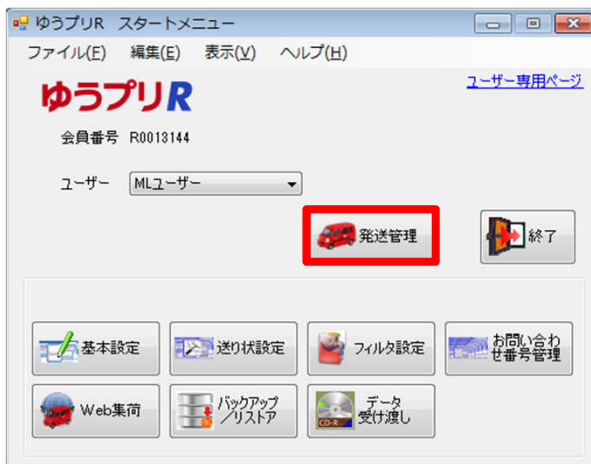 ゆうプリR スタートメニュー
ファイル(F) 編集(E) 表示(V) ヘルプ(H)
ユーザー専用ページ
ゆうプリR
会員番号 R0013144
ユーザー MLユーザー
発送管理
終了
基本設定
送り状設定
フィルタ設定
お問い合わ
せ番号管理
Web集荷
バックアップ
／リストア
CD-R
データ
受け渡し